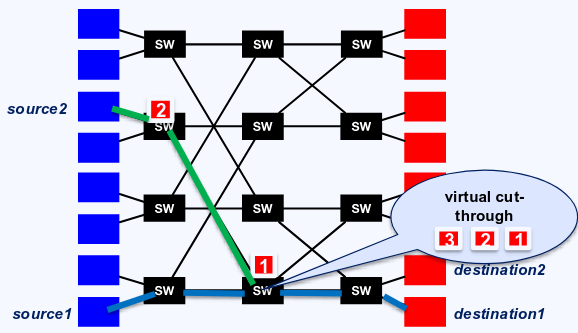 SW SW SW
source2
2
SW SW SW
virtual cut-
through
SW SW SW
3 2 1
1
destination2
SW SW SW
source1
destination1